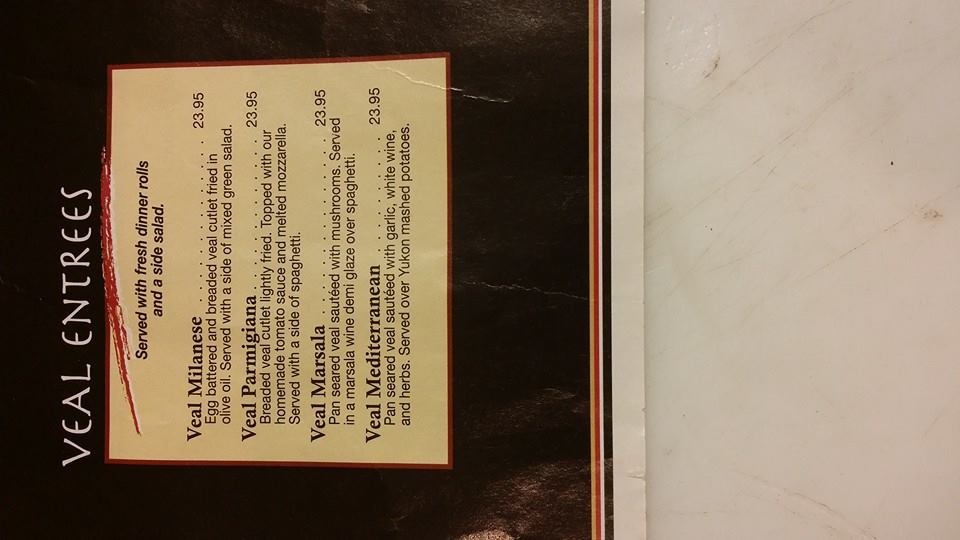 VEAL ENTREES
Served with fresh dinner rolls
and a side salad.
Veal Milanese . . . . . . . . . . . . . . . . . 23.95
Egg battered and breaded veal cutlet fried in
olive oil. Served with a side of mixed green salad.
Veal Parmigiana . . . . . . . . . . . . . . . 23.95
Breaded veal cutlet lightly fried. Topped with our
homemade tomato sauce and melted mozzarella.
Served with a side of spaghetti.
Veal Marsala . . . . . . . . . . . . . . . . . . 23.95
Pan seared veal sautéed with mushrooms. Served
in a marsala wine demi glaze over spaghetti.
Veal Mediterranean . . . . . . . . . . . . 23.95
Pan seared veal sautéed with garlic, white wine,
and herbs. Served over Yukon mashed potatoes.